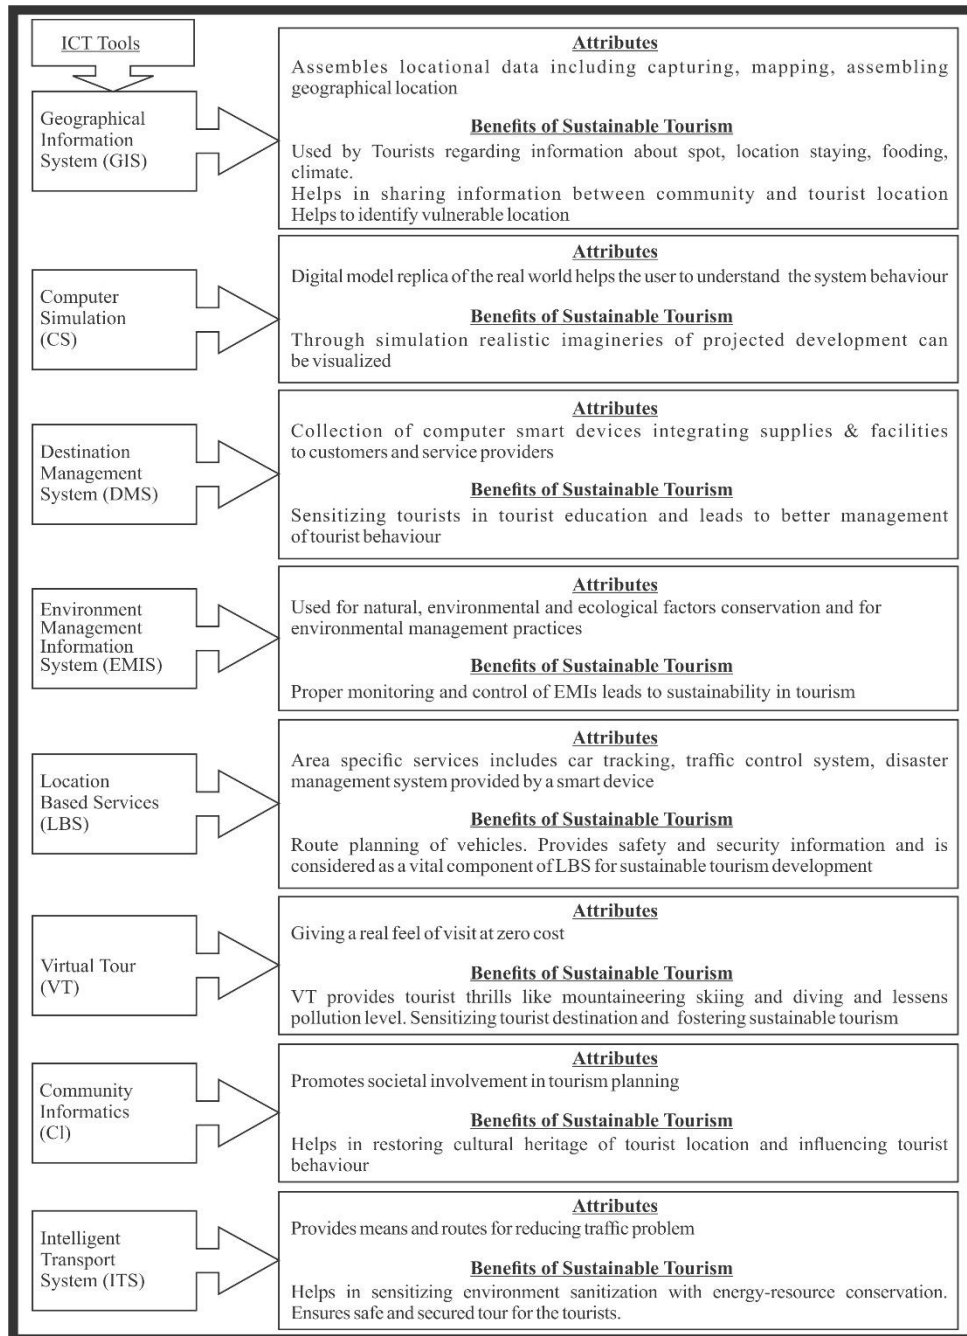 ICT Tools
Geographical
Information
System (GIS)
Attributes
Assembles locational data including capturing, mapping, assembling
geographical location
Benefits of Sustainable Tourism
Used by Tourists regarding information about spot, location staying, fooding,
climate.
Helps in sharing information between community and tourist location
Helps to identify vulnerable location
Computer
Simulation
(CS)
Attributes
Digital model replica of the real world helps the user to understand the system behaviour
Benefits of Sustainable Tourism
Through simulation realistic imagineries of projected development can
be visualized
Destination
Management
System (DMS)
Attributes
Collection of computer smart devices integrating supplies & facilities
to customers and service providers
Benefits of Sustainable Tourism
Sensitizing tourists in tourist education and leads to better management
of tourist behaviour
Environment
Management
Information
System (EMIS)
Attributes
Used for natural, environmental and ecological factors conservation and for
environmental management practices
Benefits of Sustainable Tourism
Proper monitoring and control of EMIs leads to sustainability in tourism
Location
Based Services
(LBS)
Attributes
Area specific services includes car tracking, traffic control system, disaster
management system provided by a smart device
Benefits of Sustainable Tourism
Route planning of vehicles. Provides safety and security information and is
considered as a vital component of LBS for sustainable tourism development
Virtual Tour
(VT)
Attributes
Giving a real feel of visit at zero cost
Benefits of Sustainable Tourism
VT provides tourist thrills like mountaineering skiing and diving and lessens
pollution level. Sensitizing tourist destination and fostering sustainable tourism
Community
Informatics
(CI)
Attributes
Promotes societal involvement in tourism planning
Benefits of Sustainable Tourism
Helps in restoring cultural heritage of tourist location and influencing tourist
behaviour
Intelligent
Transport
System (ITS)
Attributes
Provides means and routes for reducing traffic problem
Benefits of Sustainable Tourism
Helps in sensitizing environment sanitization with energy-resource conservation.
Ensures safe and secured tour for the tourists.